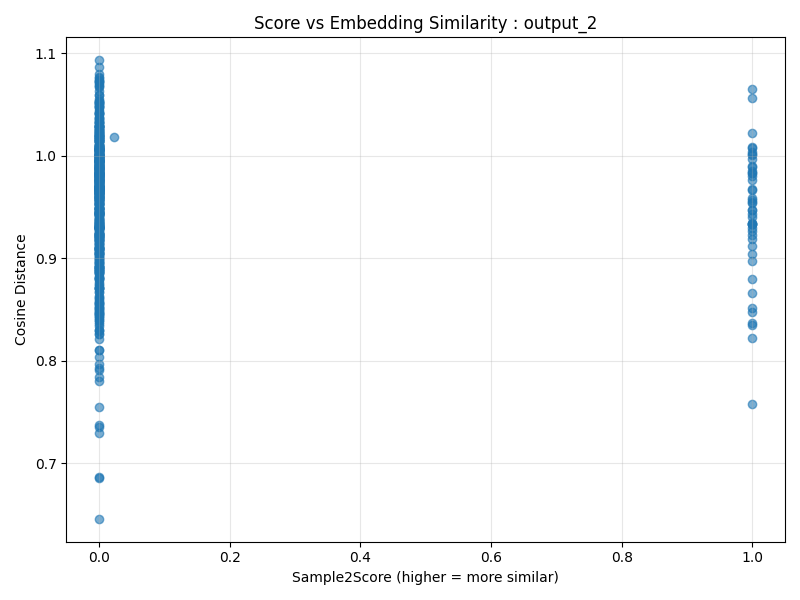 Score vs Embedding Similarity : output_2
1.1
1.0
0.9
0.8
0.7
Cosine Distance
0.0 0.2 0.4 0.6 0.8 1.0
Sample2Score (higher = more similar)